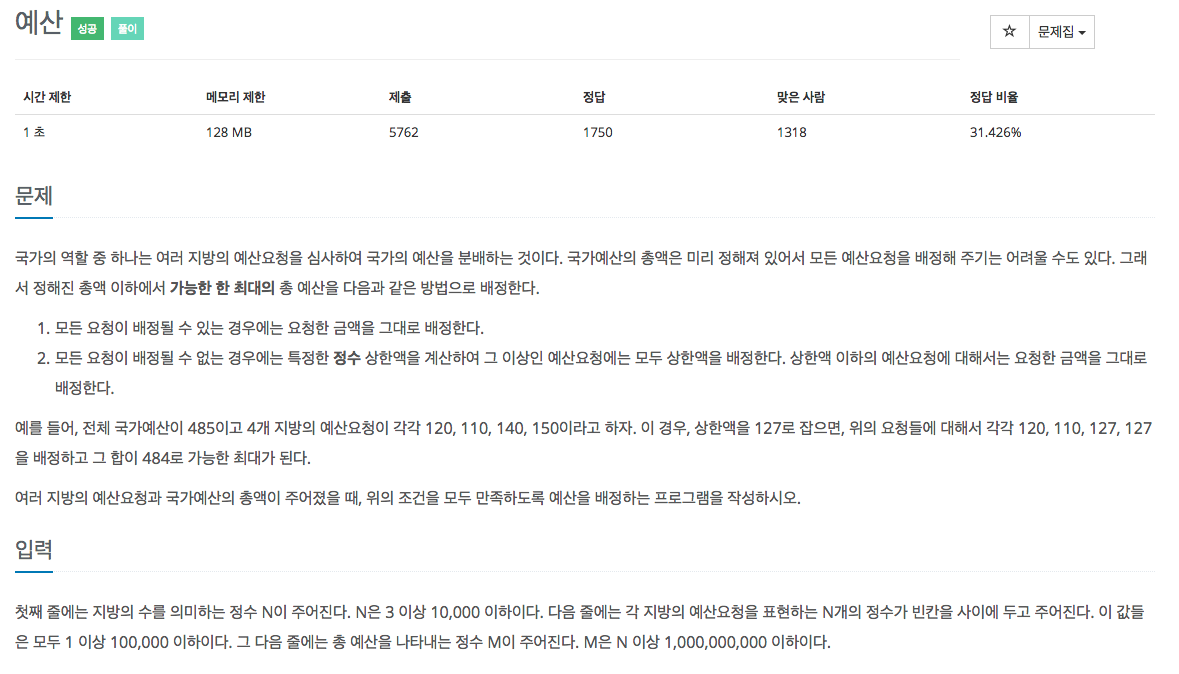 예산 성공 풀이
☆ 문제집
시간 제한 메모리 제한 제출 정답 맞은 사람 정답 비율
1 초 128 MB 5762 1750 1318 31.426%
문제
국가의 역할 중 하나는 여러 지방의 예산요청을 심사하여 국가의 예산을 분배하는 것이다. 국가예산의 총액은 미리 정해져 있어서 모든 예산요청을 배정해 주기는 어려울 수도 있다. 그래
서 정해진 총액 이하에서 가능한 한 최대의 총 예산을 다음과 같은 방법으로 배정한다.
1. 모든 요청이 배정될 수 있는 경우에는 요청한 금액을 그대로 배정한다.
2. 모든 요청이 배정될 수 없는 경우에는 특정한 정수 상한액을 계산하여 그 이상인 예산요청에는 모두 상한액을 배정한다. 상한액 이하의 예산요청에 대해서는 요청한 금액을 그대로
배정한다.
예를 들어, 전체 국가예산이 485이고 4개 지방의 예산요청이 각각 120, 110, 140, 150이라고 하자. 이 경우, 상한액을 127로 잡으면, 위의 요청들에 대해서 각각 120, 110, 127, 127
을 배정하고 그 합이 484로 가능한 최대가 된다.
여러 지방의 예산요청과 국가예산의 총액이 주어졌을 때, 위의 조건을 모두 만족하도록 예산을 배정하는 프로그램을 작성하시오.
입력
첫째 줄에는 지방의 수를 의미하는 정수 N이 주어진다. N은 3 이상 10,000 이하이다. 다음 줄에는 각 지방의 예산요청을 표현하는 N개의 정수가 빈칸을 사이에 두고 주어진다. 이 값들
은 모두 1 이상 100,000 이하이다. 그 다음 줄에는 총 예산을 나타내는 정수 M이 주어진다. M은 N 이상 1,000,000,000 이하이다.